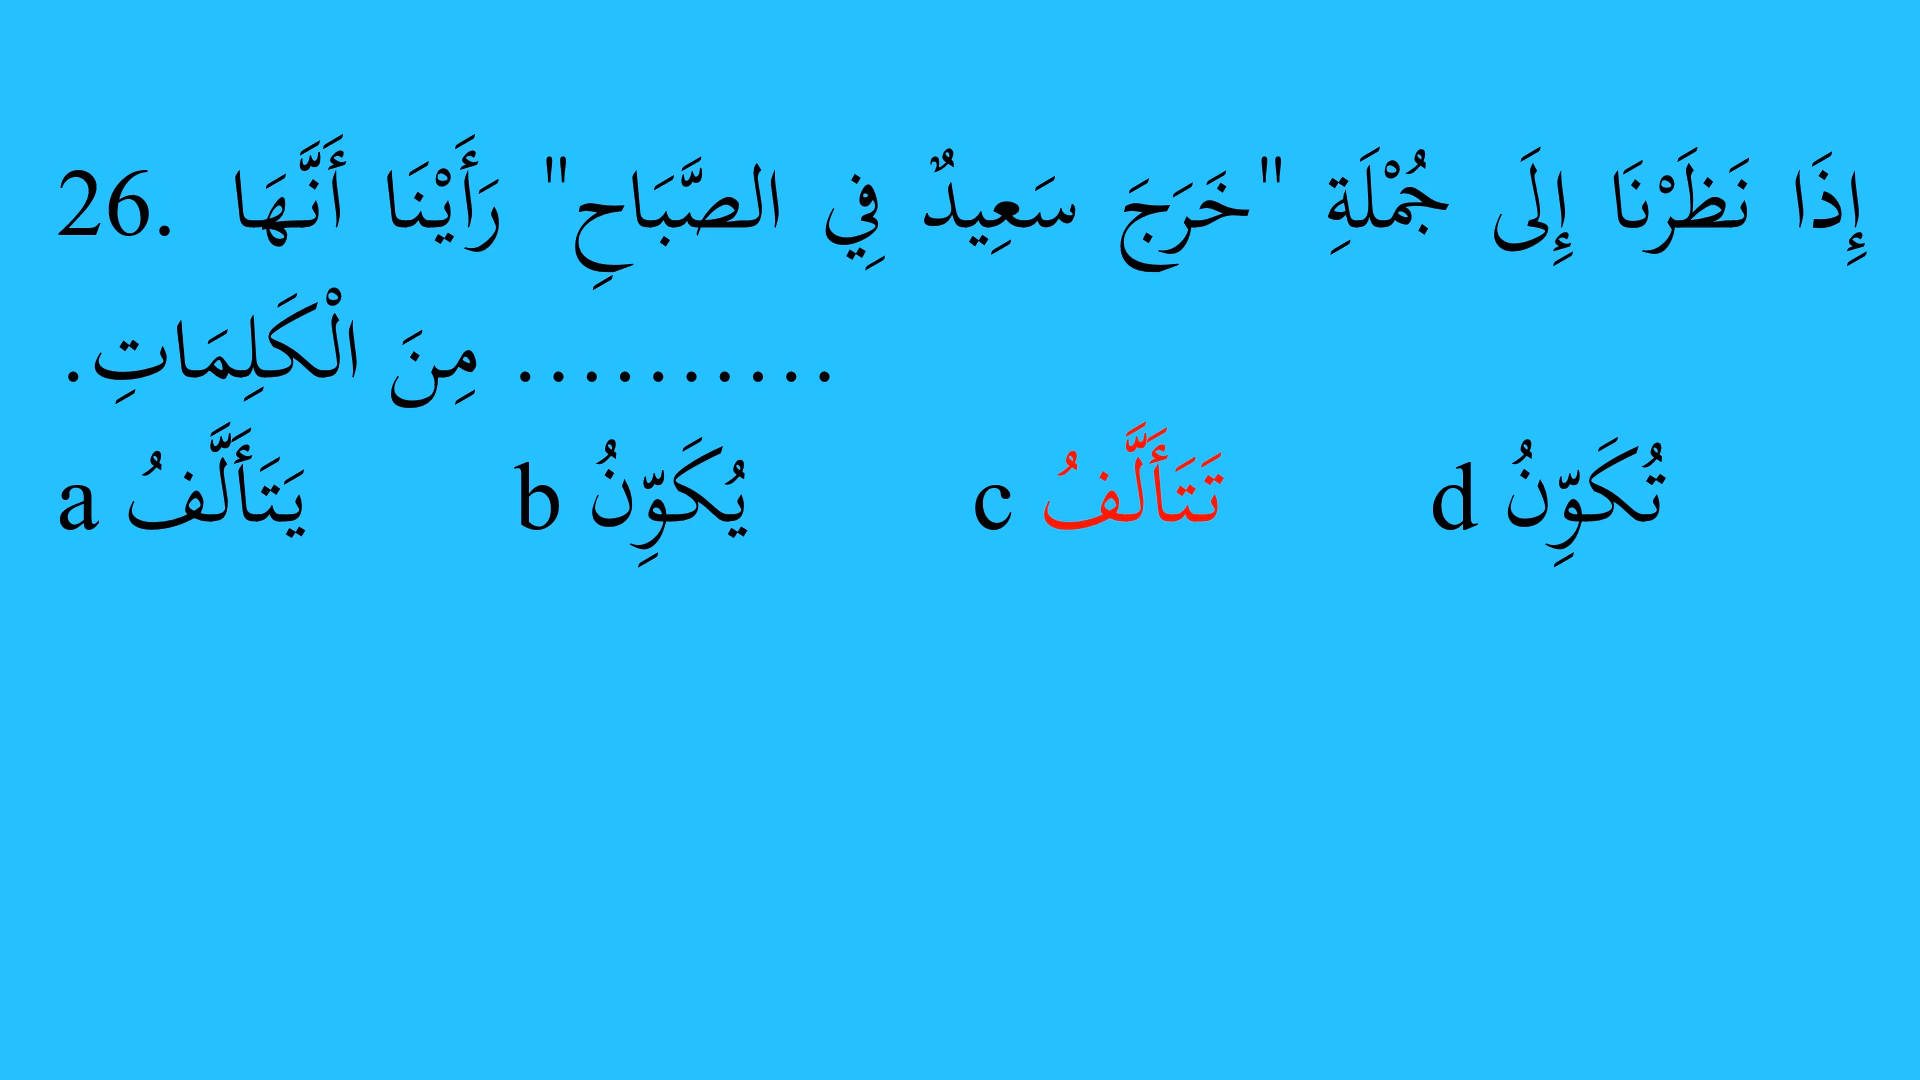 26. إِذَا نَظَرْنَا إِلَى جُمْلَةِ "خَرَجَ سَعِيدٌ فِي الصَّبَاحِ" رَأَيْنَا أَنَّهَا
.......... مِنَ الْكَلِمَاتِ.
a يَتَأَلَّفُ b يُكَوِّنُ c تَتَأَلَّفُ d تُكَوِّنُ